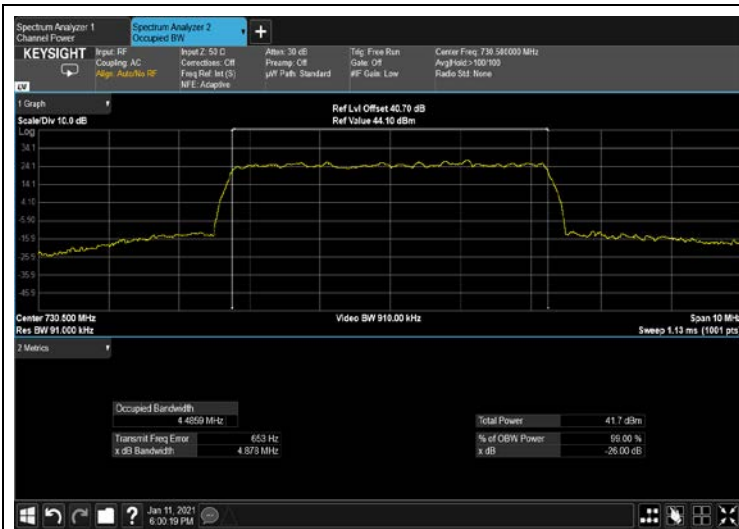 Spectrum Analyzer 1
Channel Power
Spectrum Analyzer 2
Occupied BW
+
KEYSIGHT
Input: RF
Coupling: AC
Align: Auto/No RF
Input Z: 50 Ω
Corrections: Off
Freq Ref: Int (S)
NFE: Adaptive
Atten: 30 dB
Preamp: Off
µW Path: Standard
Trig: Free Run
Gate: Off
#IF Gain: Low
Center Freq: 730.500000 MHz
Avg|Hold:>100/100
Radio Std: None
1 Graph
Scale/Div 10.0 dB
Ref Lvl Offset 40.70 dB
Ref Value 44.10 dBm
Log
34.1
24.1
14.1
4.10
-5.90
-15.9
-25.9
-35.9
-45.9
Center 730.500 MHz
Res BW 91.000 kHz
Video BW 910.00 kHz
Span 10 MHz
Sweep 1.13 ms (1001 pts)
2 Metrics
Occupied Bandwidth
4.4859 MHz
Transmit Freq Error 653 Hz
x dB Bandwidth 4.878 MHz
Total Power 41.7 dBm
% of OBW Power 99.00 %
x dB -26.00 dB
?
Jan 11, 2021
6:00:19 PM